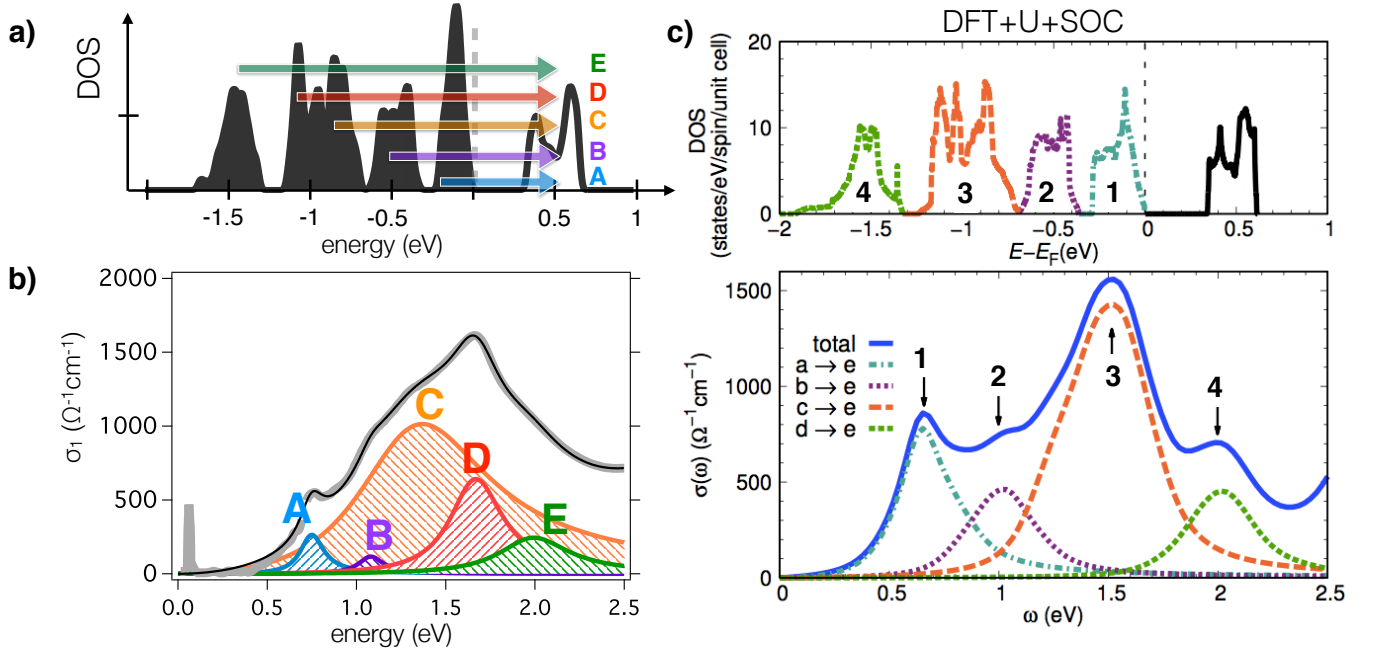 a)
DOS
E
D
C
B
A
-1.5
-1
-0.5
0
0.5
1
energy (eV)
b)
2000
1500
1000
500
0
σ₁ (Ω⁻¹cm⁻¹)
A
B
C
D
E
0.0
0.5
1.0
1.5
2.0
2.5
energy (eV)
c)
DFT+U+SOC
DOS
(states/eV/spin/unit cell)
20
10
0
4
3
2
1
−2
−1.5
−1
−0.5
0
0.5
1
E−E_F(eV)
1500
1000
500
0
σ(ω) (Ω⁻¹cm⁻¹)
total
a → e
b → e
c → e
d → e
1
2
3
4
0
0.5
1
1.5
2
2.5
ω (eV)